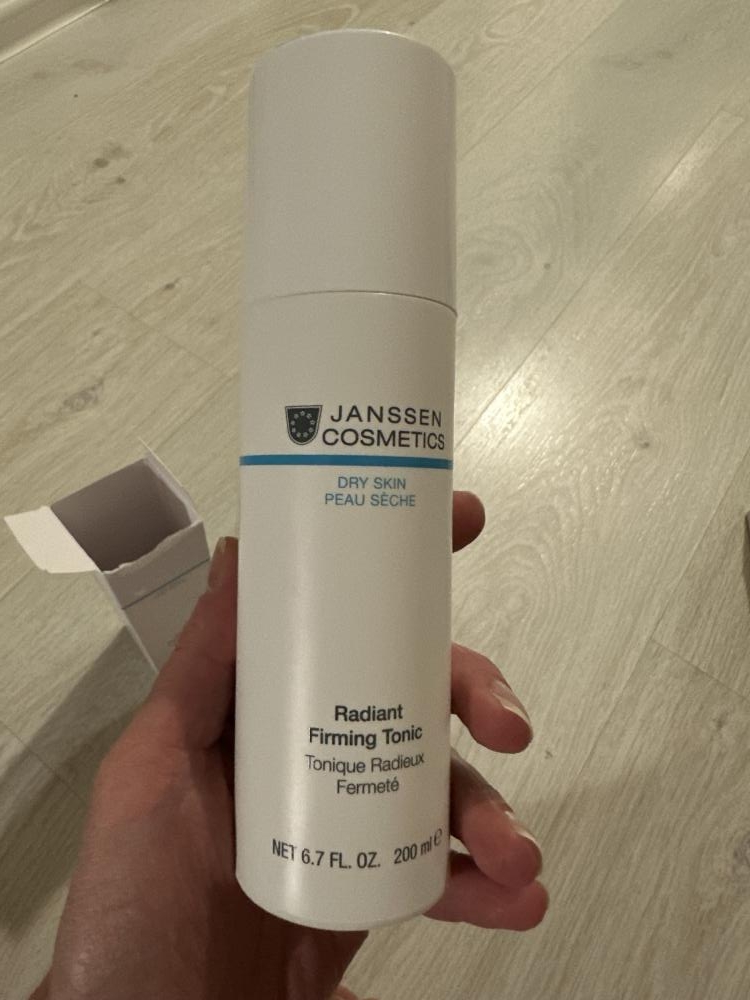 JANSSEN
COSMETICS
DRY SKIN
PEAU SÈCHE
Radiant
Firming Tonic
Tonique Radieux
Fermeté
NET 6.7 FL. OZ. 200 ml ℮